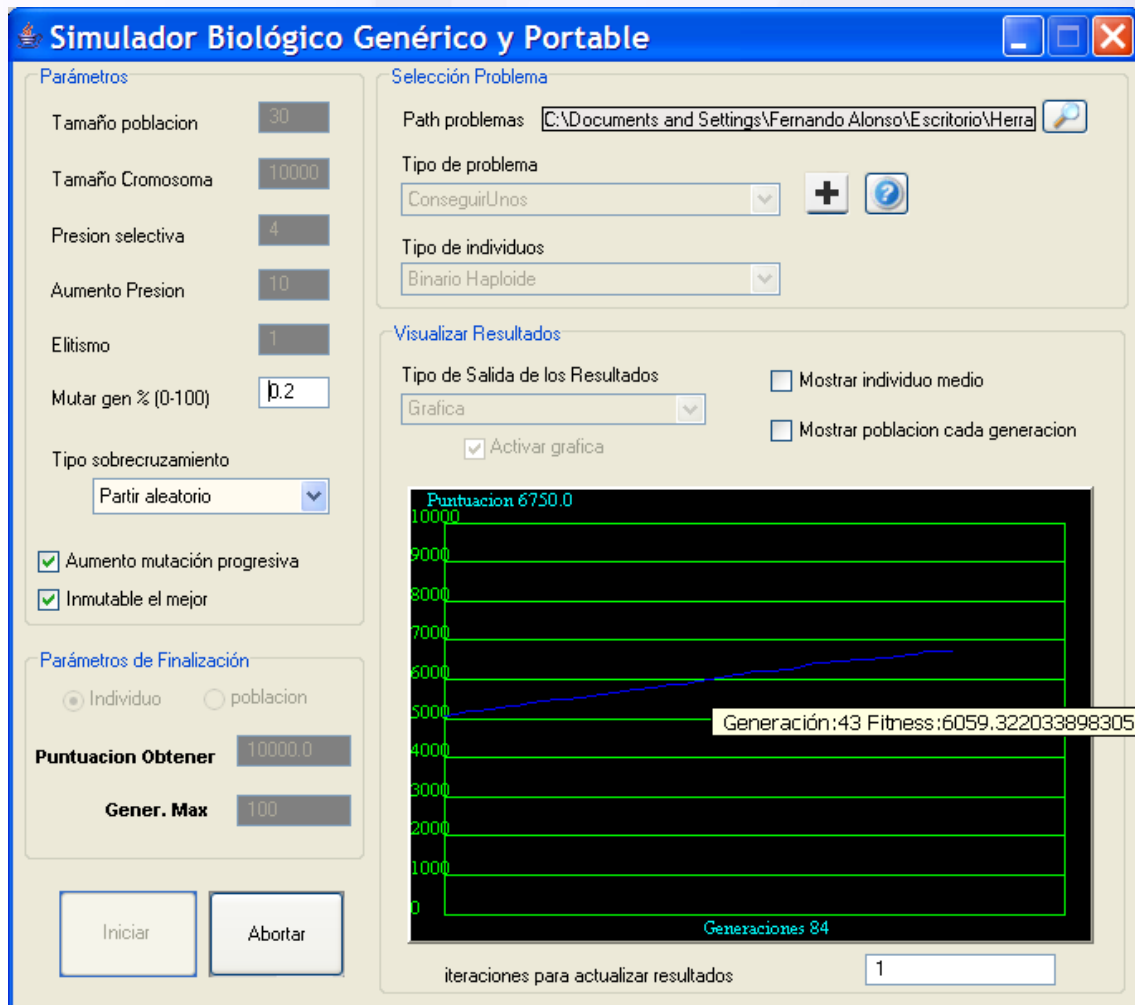 Simulador Biológico Genérico y Portable
Parámetros
Tamaño poblacion 30
Tamaño Cromosoma 10000
Presion selectiva 4
Aumento Presion 10
Elitismo 1
Mutar gen % (0-100) 0.2
Tipo sobrecruzamiento
Partir aleatorio
Aumento mutación progresiva
Inmutable el mejor
Parámetros de Finalización
Individuo poblacion
Puntuacion Obtener 10000.0
Gener. Max 100
Iniciar Abortar
Selección Problema
Path problemas C:\Documents and Settings\Fernando Alonso\Escritorio\Herra
Tipo de problema
ConseguirUnos
Tipo de individuos
Binario Haploide
Visualizar Resultados
Tipo de Salida de los Resultados
Grafica
Activar grafica
Mostrar individuo medio
Mostrar poblacion cada generacion
Puntuacion 6750.0
10000
9000
8000
7000
6000
5000
Generación:43 Fitness:6059.322033898305
4000
3000
2000
1000
0
Generaciones 84
iteraciones para actualizar resultados 1